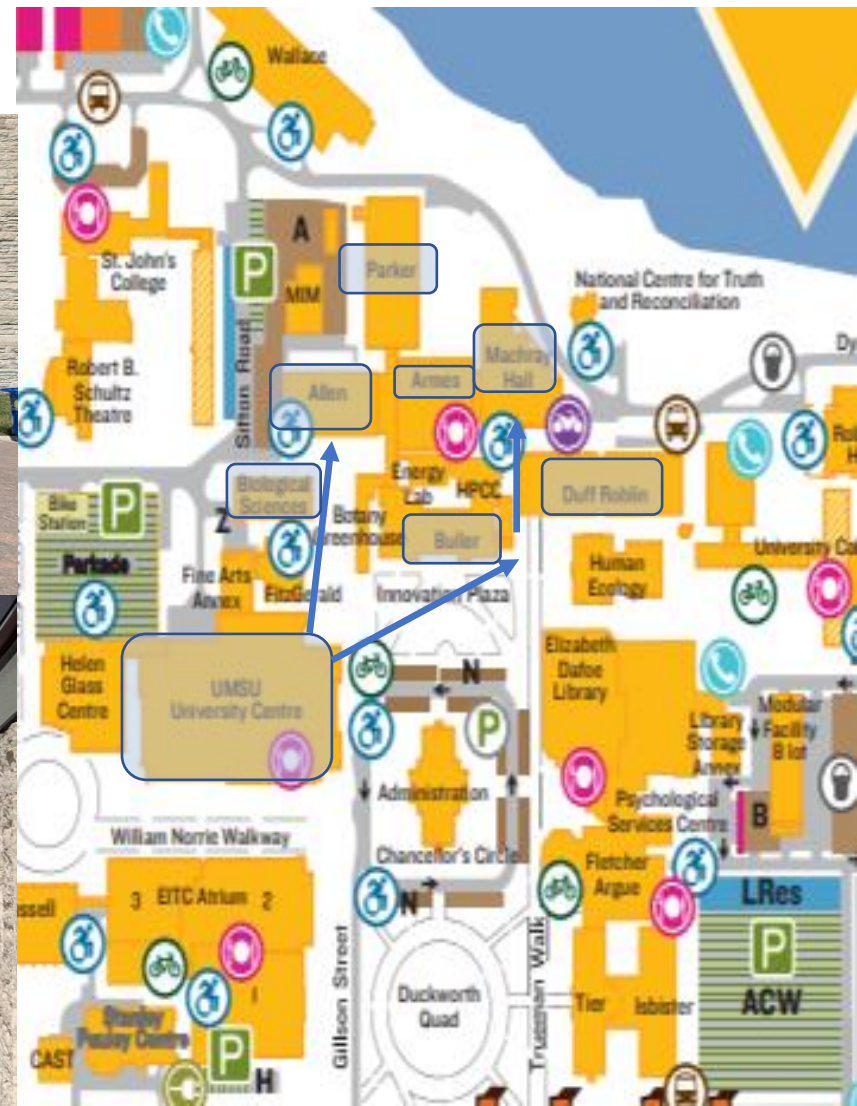 Wallace
A
P
St. John's
College
Parker
MIM
National Centre for Truth
and Reconciliation
Machray
Hall
Sifton Road
Robert B.
Schultz
Theatre
Allen
Armes
Biological
Sciences
Energy
Lab
HPCC
Duff Roblin
Bike
Station
P
Z
Botany
Greenhouse
Buller
Parkade
Fine Arts
Annex
FitzGerald
Innovation Plaza
Human
Ecology
University
Helen
Glass
Centre
UMSU
University Centre
N
Elizabeth
Dafoe
Library
P
Library
Storage
Annex
Modular
Facility
B lot
Administration
Psychological
Services Centre
B
William Norrie Walkway
Chancellor's Circle
Fletcher
Argue
3 EITC Atrium 2
N
LRes
1
P
Gillson Street
Duckworth
Quad
Trueman Walk
Tier
Isbister
ACW
Stanley
Pauley Centre
CAST
P
H